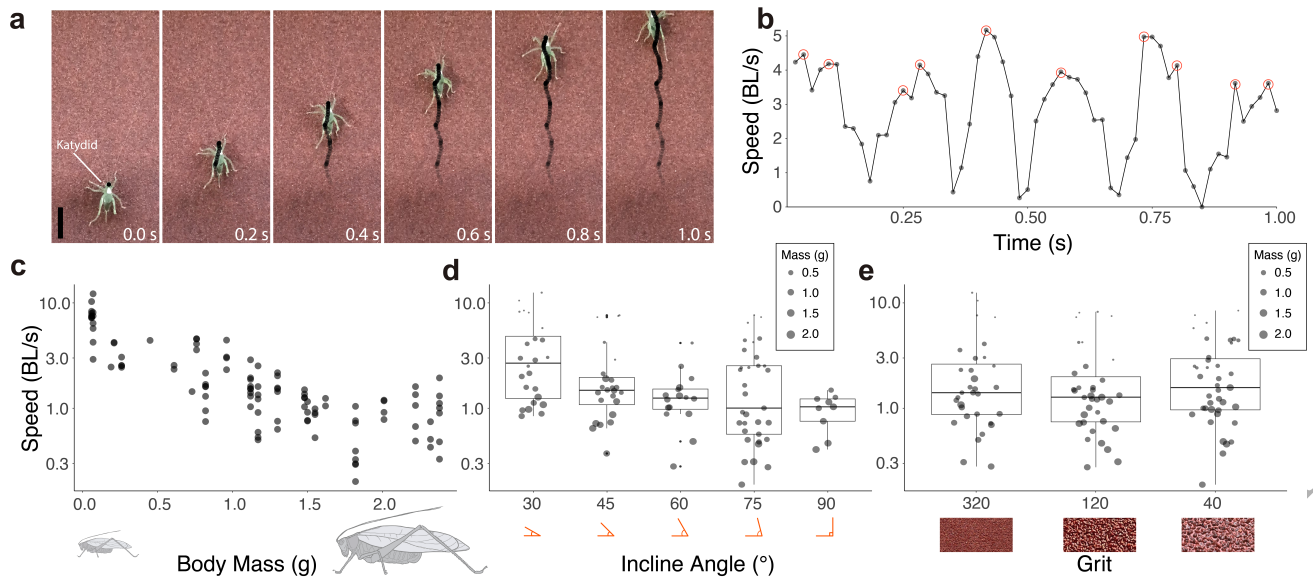 a
Katydid
0.0 s
0.2 s
0.4 s
0.6 s
0.8 s
1.0 s
b
Speed (BL/s)
5
4
3
2
1
0
0.25
0.50
0.75
1.00
Time (s)
c
Speed (BL/s)
10.0
3.0
1.0
0.3
0.0
0.5
1.0
1.5
2.0
Body Mass (g)
d
Mass (g)
0.5
1.0
1.5
2.0
10.0
3.0
1.0
0.3
30
45
60
75
90
Incline Angle (°)
e
Mass (g)
0.5
1.0
1.5
2.0
10.0
3.0
1.0
0.3
320
120
40
Grit